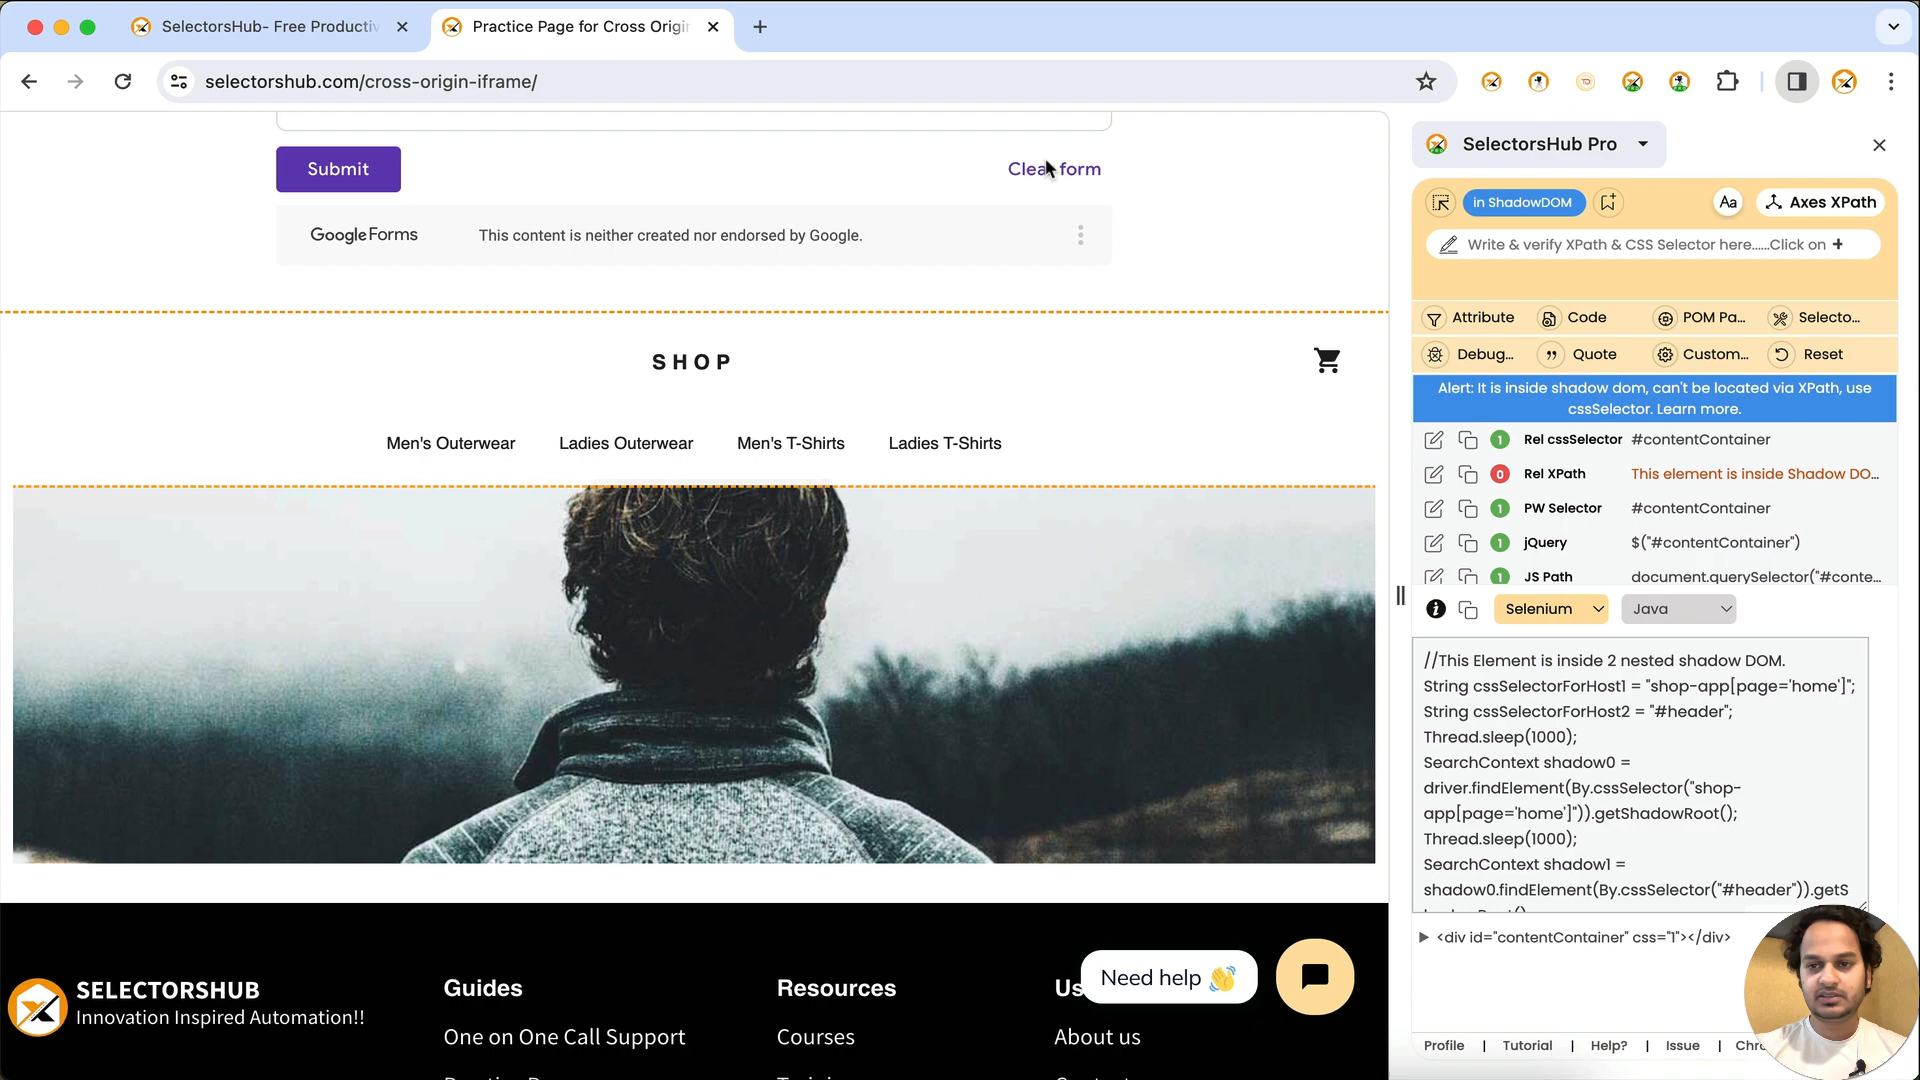 SelectorsHub- Free Productiv
Practice Page for Cross Origin
selectorshub.com/cross-origin-iframe/
Submit
Clear form
Google Forms
This content is neither created nor endorsed by Google.
SHOP
Men's Outerwear
Ladies Outerwear
Men's T-Shirts
Ladies T-Shirts
SELECTORSHUB
Innovation Inspired Automation!!
Guides
One on One Call Support
Resources
Courses
Us
About us
Need help 👋
SelectorsHub Pro
in ShadowDOM
Aa
Axes XPath
Write & verify XPath & CSS Selector here......Click on +
Attribute
Code
POM Pa...
Selecto...
Debug...
Quote
Custom...
Reset
Alert: It is inside shadow dom, can't be located via XPath, use
cssSelector. Learn more.
1 Rel cssSelector #contentContainer
0 Rel XPath This element is inside Shadow DO...
1 PW Selector #contentContainer
1 jQuery $("#contentContainer")
1 JS Path document.querySelector("#conte...
Selenium
Java
//This Element is inside 2 nested shadow DOM.
String cssSelectorForHost1 = "shop-app[page='home']";
String cssSelectorForHost2 = "#header";
Thread.sleep(1000);
SearchContext shadow0 =
driver.findElement(By.cssSelector("shop-
app[page='home']")).getShadowRoot();
Thread.sleep(1000);
SearchContext shadow1 =
shadow0.findElement(By.cssSelector("#header")).getS
<div id="contentContainer" css="1"></div>
Profile | Tutorial | Help? | Issue | Chr